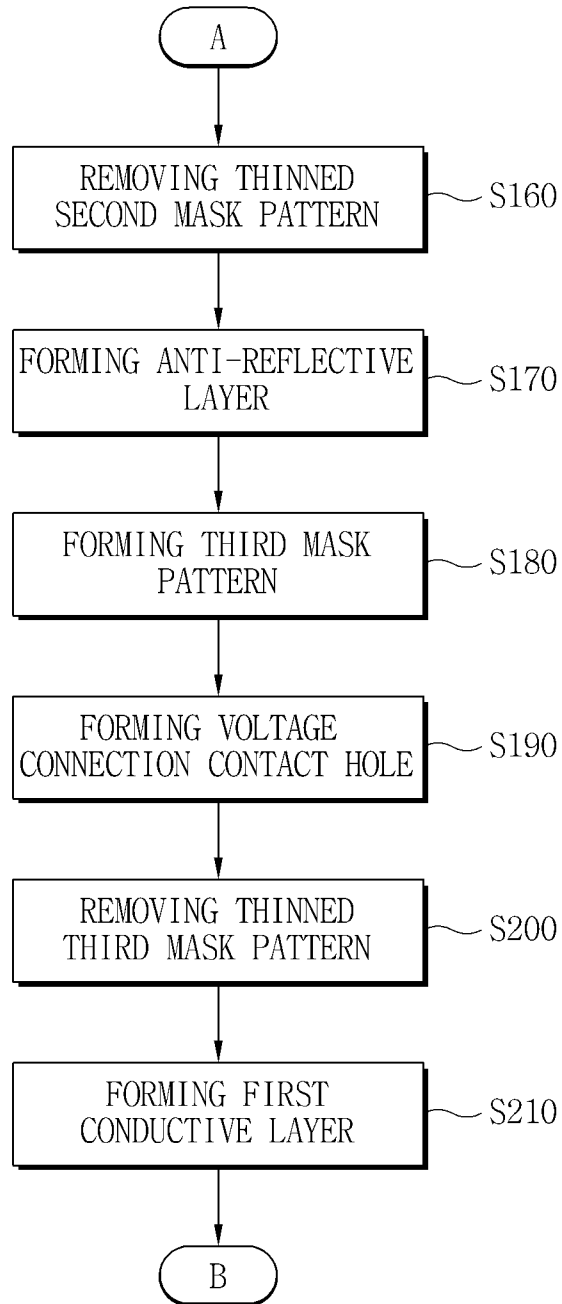 A
REMOVING THINNED
SECOND MASK PATTERN
S160
FORMING ANTI-REFLECTIVE
LAYER
S170
FORMING THIRD MASK
PATTERN
S180
FORMING VOLTAGE
CONNECTION CONTACT HOLE
S190
REMOVING THINNED
THIRD MASK PATTERN
S200
FORMING FIRST
CONDUCTIVE LAYER
S210
B